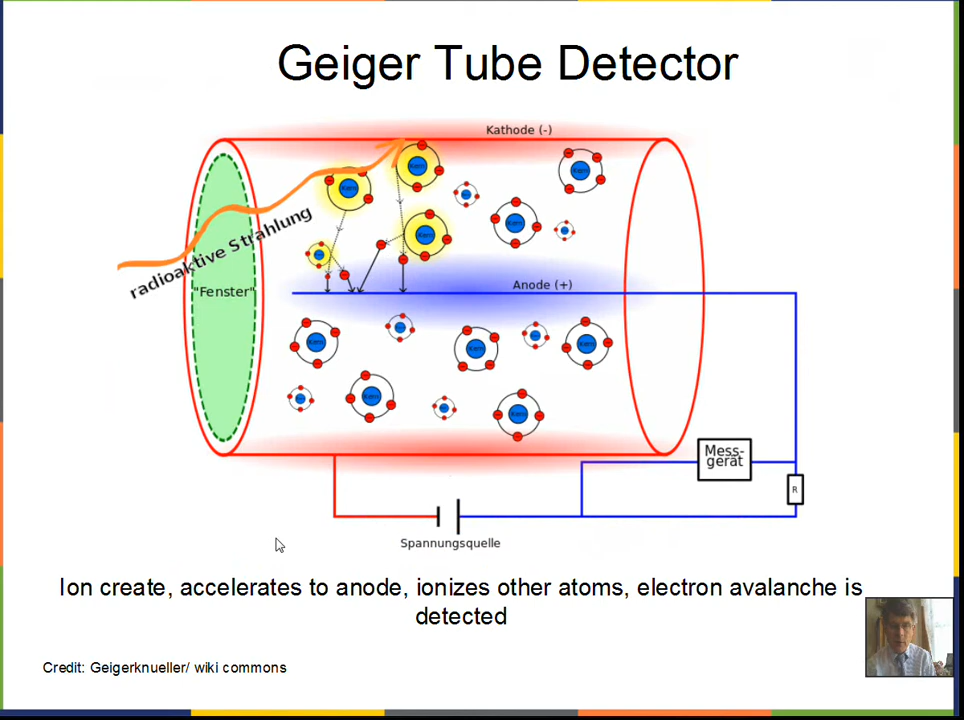 Geiger Tube Detector
Kathode (-)
radioaktive Strahlung
"Fenster"
Anode (+)
Mess-
gerät
R
Spannungsquelle
Ion create, accelerates to anode, ionizes other atoms, electron avalanche is
detected
Credit: Geigerknueller/ wiki commons